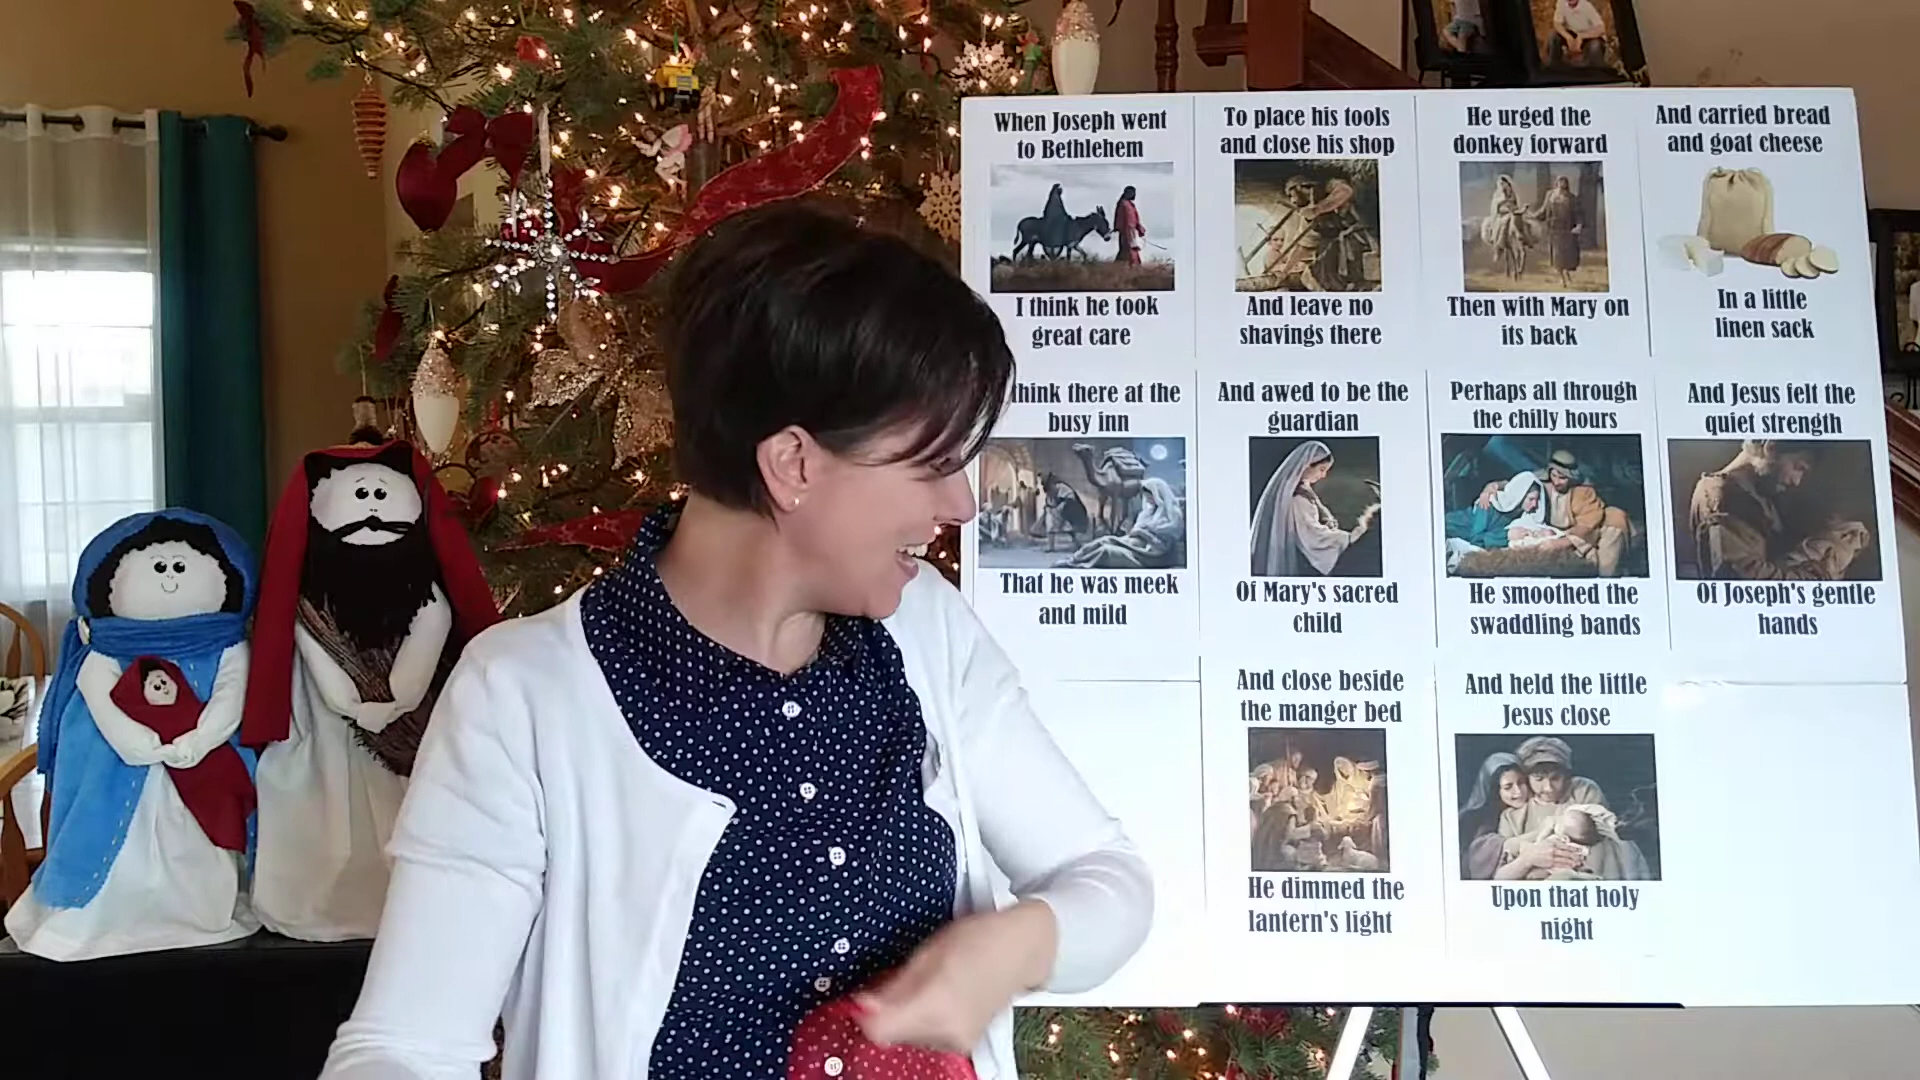 When Joseph went
to Bethlehem
I think he took
great care
To place his tools
and close his shop
And leave no
shavings there
He urged the
donkey forward
Then with Mary on
its back
And carried bread
and goat cheese
In a little
linen sack
think there at the
busy inn
That he was meek
and mild
And awed to be the
guardian
Of Mary's sacred
child
Perhaps all through
the chilly hours
He smoothed the
swaddling bands
And Jesus felt the
quiet strength
Of Joseph's gentle
hands
And close beside
the manger bed
He dimmed the
lantern's light
And held the little
Jesus close
Upon that holy
night